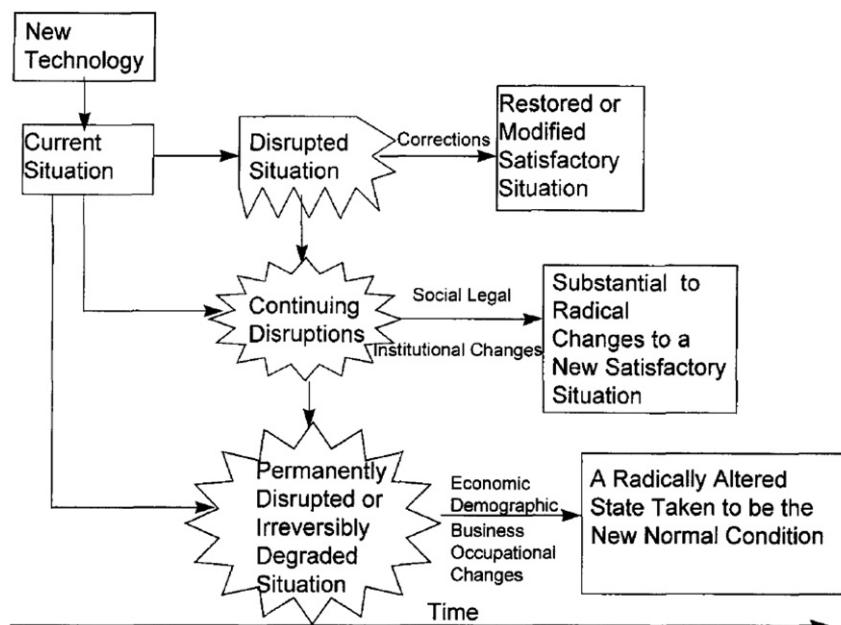 New
Technology
Current
Situation
Disrupted
Situation
Corrections
Restored or
Modified
Satisfactory
Situation
Continuing
Disruptions
Social Legal
Institutional Changes
Substantial to
Radical
Changes to a
New Satisfactory
Situation
Permanently
Disrupted or
Irreversibly
Degraded
Situation
Economic
Demographic
Business
Occupational
Changes
A Radically Altered
State Taken to be the
New Normal Condition
Time